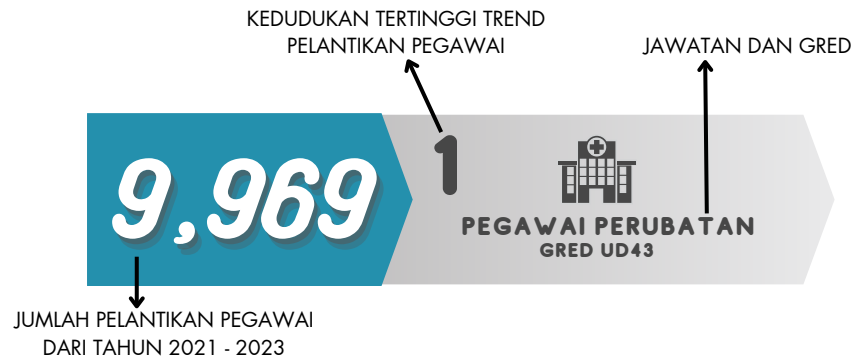 KEDUDUKAN TERTINGGI TREND
PELANTIKAN PEGAWAI
JAWATAN DAN GRED
9,969
1
PEGAWAI PERUBATAN
GRED UD43
JUMLAH PELANTIKAN PEGAWAI
DARI TAHUN 2021 - 2023